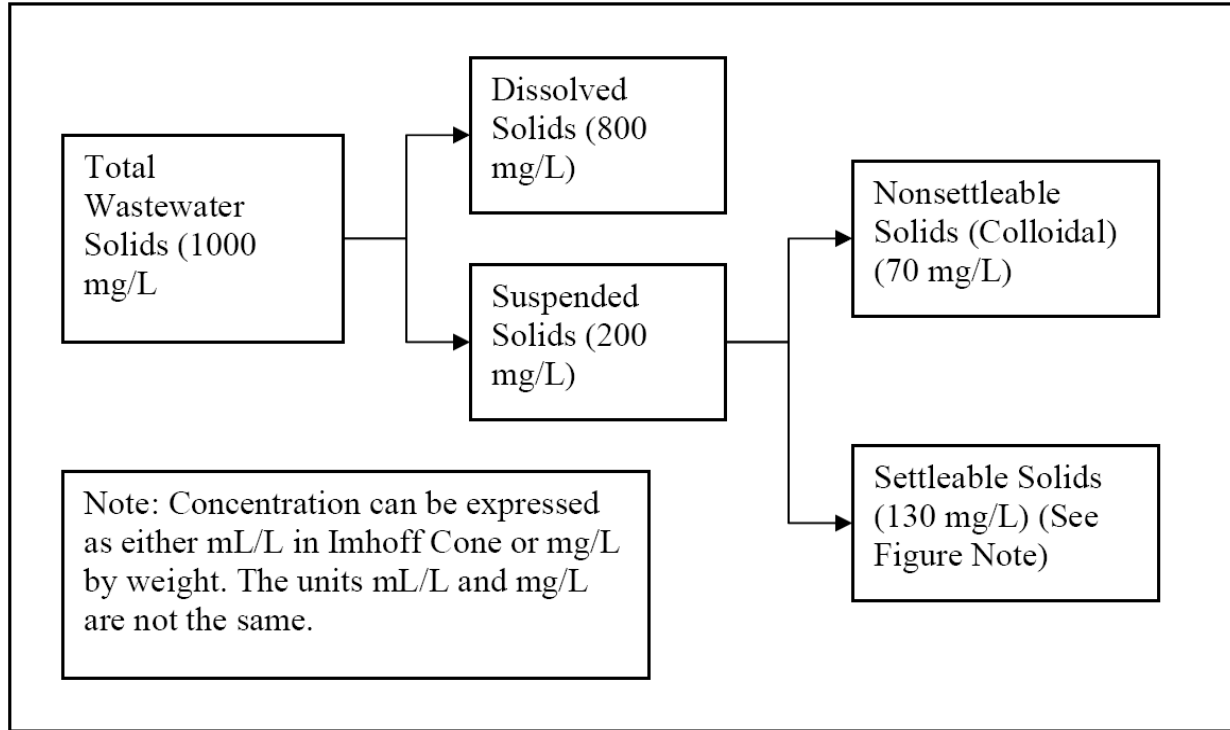 Total
Wastewater
Solids (1000
mg/L
Dissolved
Solids (800
mg/L)
Suspended
Solids (200
mg/L)
Nonsettleable
Solids (Colloidal)
(70 mg/L)
Settleable Solids
(130 mg/L) (See
Figure Note)
Note: Concentration can be expressed
as either mL/L in Imhoff Cone or mg/L
by weight. The units mL/L and mg/L
are not the same.